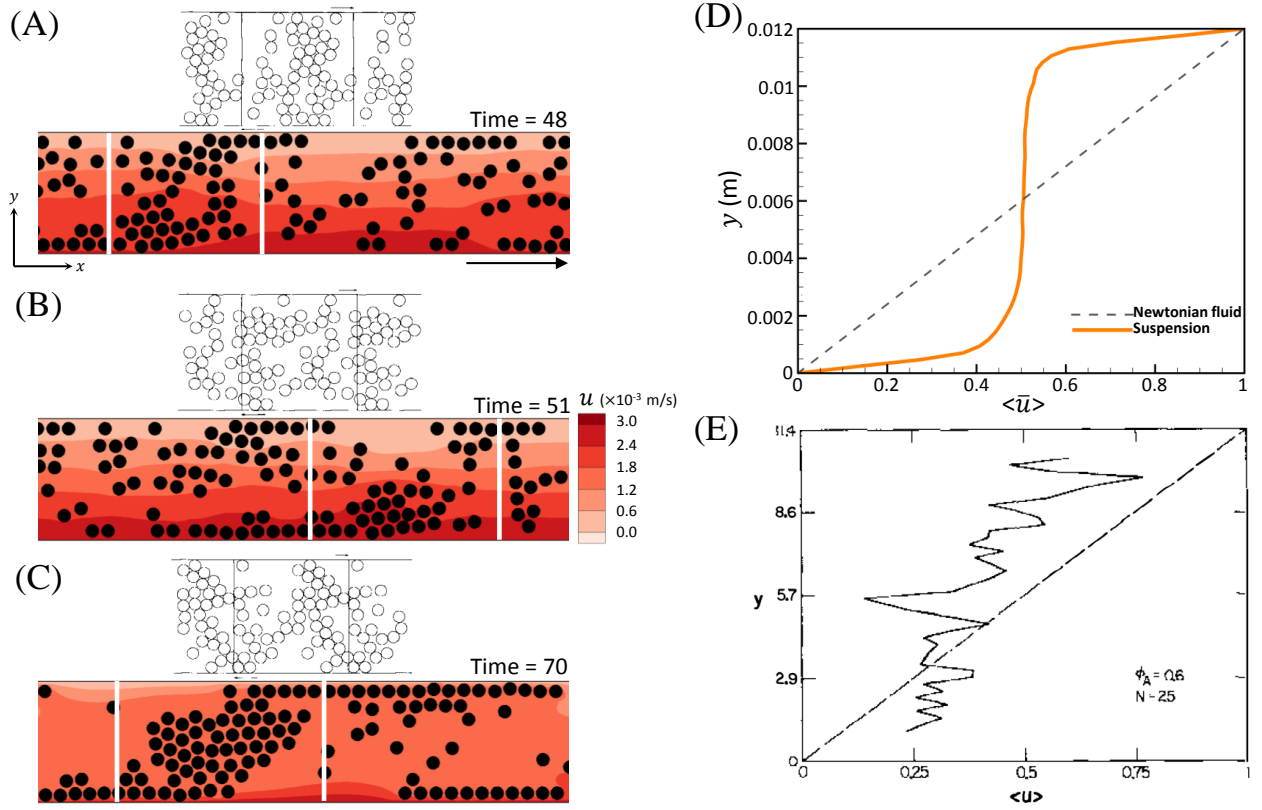 (A)
Time = 48
y
x
(B)
Time = 51
u (×10⁻³ m/s)
3.0
2.4
1.8
1.2
0.6
0.0
(C)
Time = 70
(D)
0.012
0.01
0.008
0.006
0.004
0.002
0
y (m)
Newtonian fluid
Suspension
0 0.2 0.4 0.6 0.8 1
<u̅>
(E)
11.4
8.6
5.7
y
2.9
0
ϕA = 0.6
N = 25
0.25 0.5 0.75 1
<u>